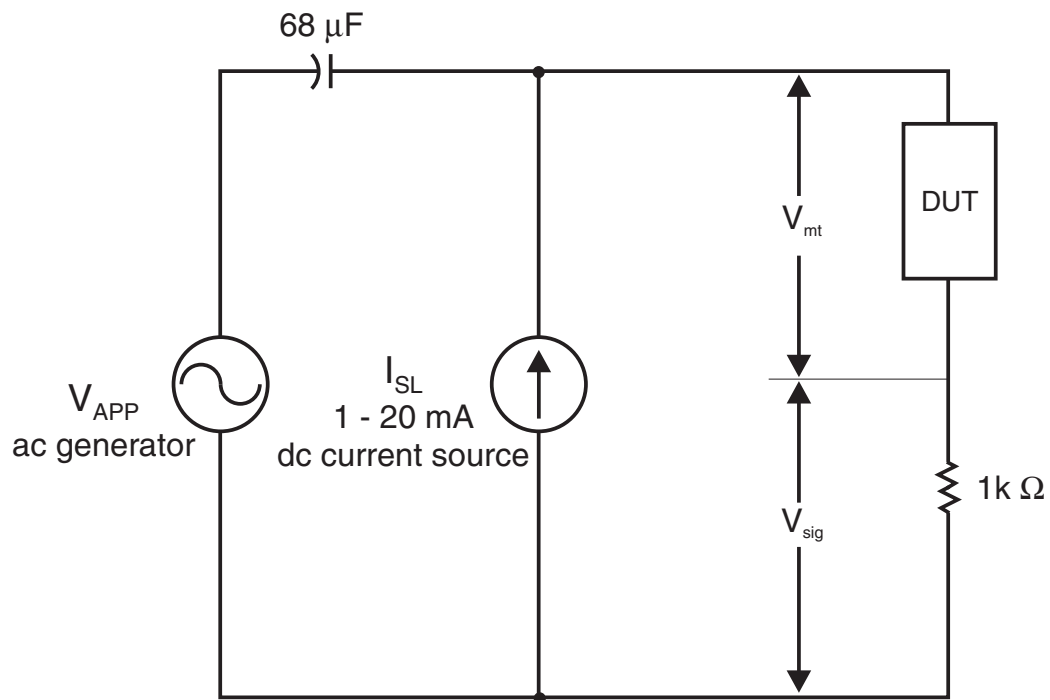 68 μF
V_mt
DUT
V_APP
ac generator
I_SL
1 - 20 mA
dc current source
V_sig
1k Ω